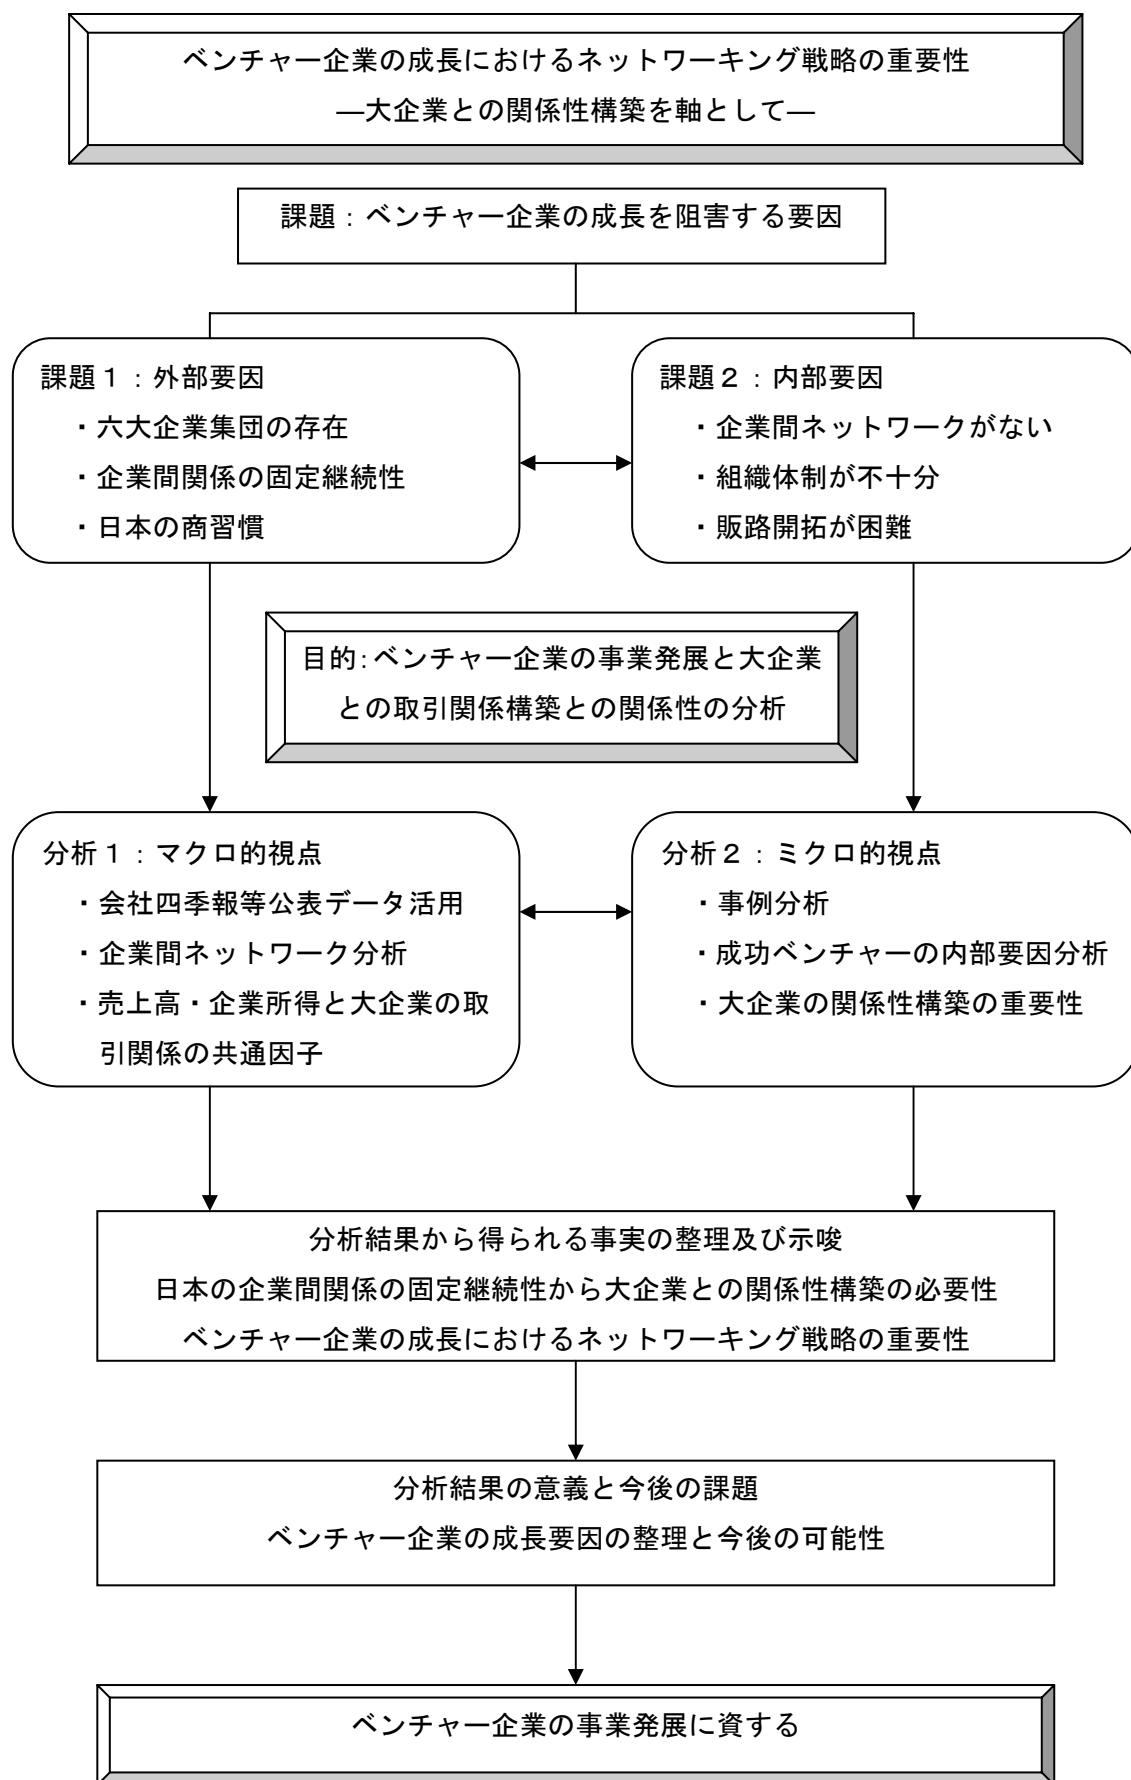 ベンチャー企業の成長におけるネットワーキング戦略の重要性
―大企業との関係性構築を軸として―
課題：ベンチャー企業の成長を阻害する要因
課題１：外部要因
・六大企業集団の存在
・企業間関係の固定継続性
・日本の商習慣
課題２：内部要因
・企業間ネットワークがない
・組織体制が不十分
・販路開拓が困難
目的:ベンチャー企業の事業発展と大企業
との取引関係構築との関係性の分析
分析１：マクロ的視点
・会社四季報等公表データ活用
・企業間ネットワーク分析
・売上高・企業所得と大企業の取
引関係の共通因子
分析２：ミクロ的視点
・事例分析
・成功ベンチャーの内部要因分析
・大企業の関係性構築の重要性
分析結果から得られる事実の整理及び示唆
日本の企業間関係の固定継続性から大企業との関係性構築の必要性
ベンチャー企業の成長におけるネットワーキング戦略の重要性
分析結果の意義と今後の課題
ベンチャー企業の成長要因の整理と今後の可能性
ベンチャー企業の事業発展に資する